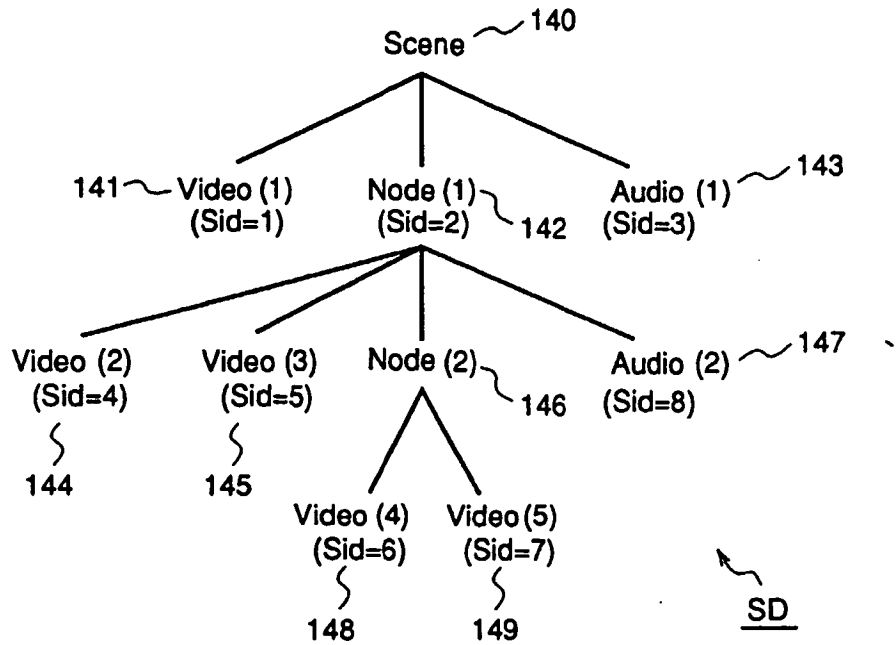 Scene 140
141 Video (1) Node (1) Audio (1) 143
(Sid=1) (Sid=2) 142 (Sid=3)
Video (2) Video (3) Node (2) Audio (2) 147
(Sid=4) (Sid=5) 146 (Sid=8)
144 145
Video (4) Video (5)
(Sid=6) (Sid=7)
148 149
SD